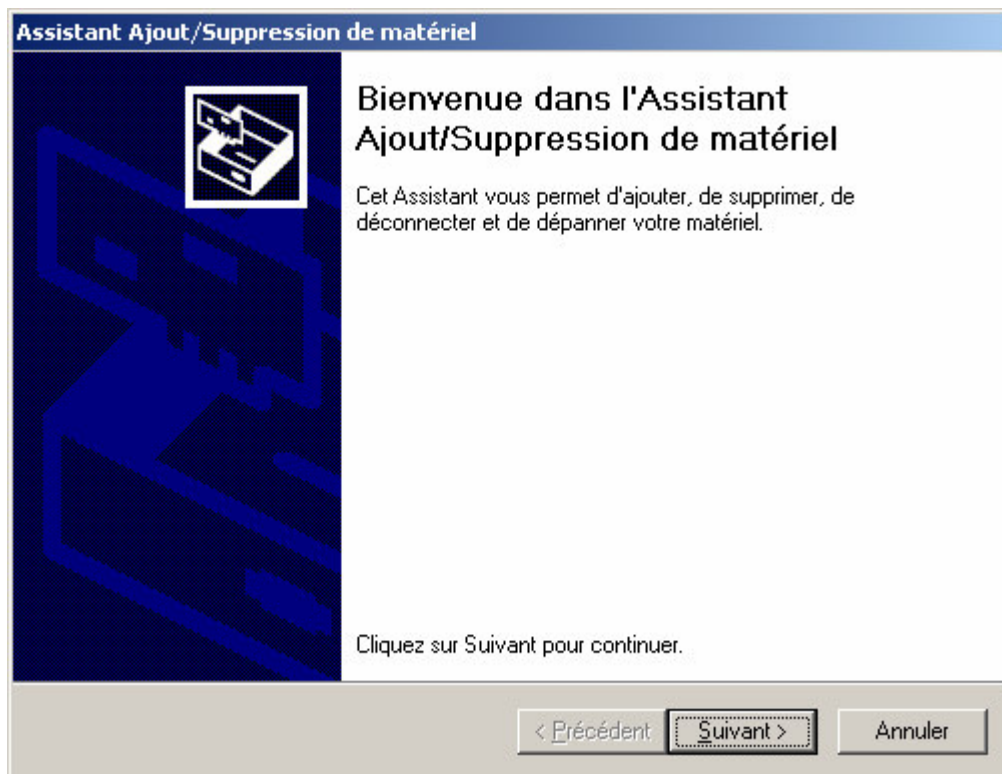 Assistant Ajout/Suppression de matériel
Bienvenue dans l'Assistant
Ajout/Suppression de matériel
Cet Assistant vous permet d'ajouter, de supprimer, de
déconnecter et de dépanner votre matériel.
Cliquez sur Suivant pour continuer.
< Précédent Suivant > Annuler